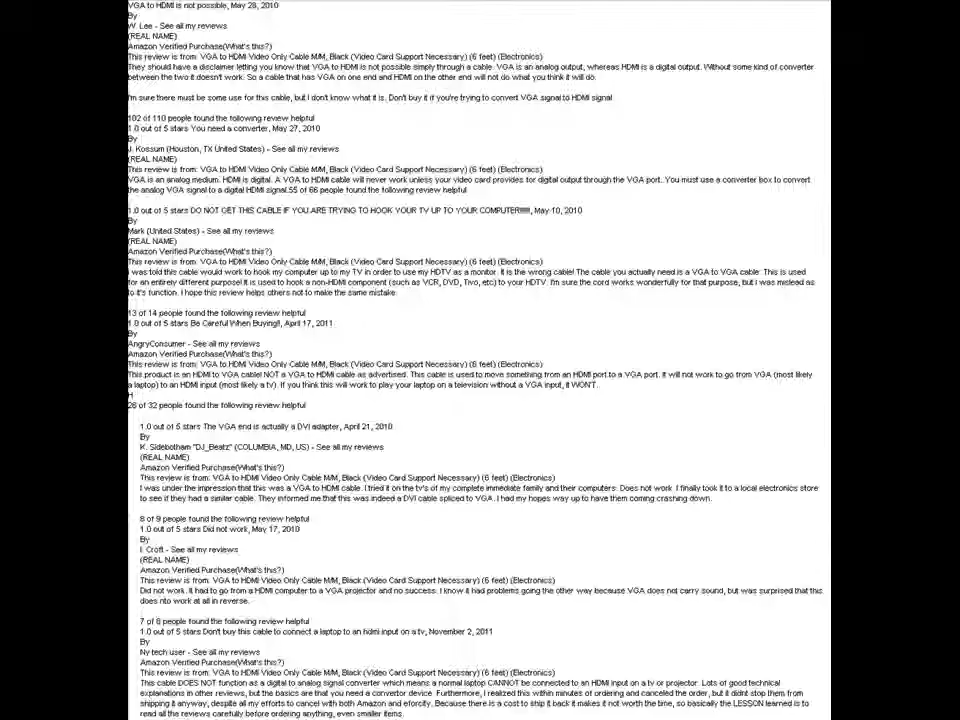 VGA to HDMI is not possible, May 28, 2010
By
W. Lee - See all my reviews
(REAL NAME)
Amazon Verified Purchase(What's this?)
This review is from: VGA to HDMI Video Only Cable M/M, Black (Video Card Support Necessary) (6 feet) (Electronics)
They should have a disclaimer letting you know that VGA to HDMI is not possible simply through a cable. VGA is an analog output, whereas HDMI is a digital output. Without some kind of converter
between the two it doesn't work. So a cable that has VGA on one end and HDMI on the other end will not do what you think it will do.
I'm sure there must be some use for this cable, but I don't know what it is. Don't buy it if you're trying to convert VGA signal to HDMI signal
102 of 110 people found the following review helpful
1.0 out of 5 stars You need a converter, May 27, 2010
By
J. Kossum (Houston, TX United States) - See all my reviews
(REAL NAME)
This review is from: VGA to HDMI Video Only Cable M/M, Black (Video Card Support Necessary) (6 feet) (Electronics)
VGA is an analog medium. HDMI is digital. A VGA to HDMI cable will never work unless your video card provides for digital output through the VGA port. You must use a converter box to convert
the analog VGA signal to a digital HDMI signal.55 of 66 people found the following review helpful
1.0 out of 5 stars DO NOT GET THIS CABLE IF YOU ARE TRYING TO HOOK YOUR TV UP TO YOUR COMPUTER!!!!!!!, May 10, 2010
By
Mark (United States) - See all my reviews
(REAL NAME)
Amazon Verified Purchase(What's this?)
This review is from: VGA to HDMI Video Only Cable M/M, Black (Video Card Support Necessary) (6 feet) (Electronics)
I was told this cable would work to hook my computer up to my TV in order to use my HDTV as a monitor. It is the wrong cable! The cable you actually need is a VGA to VGA cable. This is used
for an entirely different purpose! It is used to hook a non-HDMI component (such as VCR, DVD, Tivo, etc) to your HDTV. I'm sure the cord works wonderfully for that purpose, but I was mislead as
to it's function. I hope this review helps others not to make the same mistake.
13 of 14 people found the following review helpful
1.0 out of 5 stars Be Careful When Buying!!, April 17, 2011
By
AngryConsumer - See all my reviews
Amazon Verified Purchase(What's this?)
This review is from: VGA to HDMI Video Only Cable M/M, Black (Video Card Support Necessary) (6 feet) (Electronics)
This product is an HDMI to VGA cable! NOT a VGA to HDMI cable as advertised. This cable is used to move something from an HDMI port to a VGA port. It will not work to go from VGA (most likely
a laptop) to an HDMI input (most likely a tv). If you think this will work to play your laptop on a television without a VGA input, it WON'T.
H
26 of 32 people found the following review helpful
1.0 out of 5 stars The VGA end is actually a DVI adapter, April 21, 2010
By
K. Sidebotham "DJ_Beatz" (COLUMBIA, MD, US) - See all my reviews
(REAL NAME)
Amazon Verified Purchase(What's this?)
This review is from: VGA to HDMI Video Only Cable M/M, Black (Video Card Support Necessary) (6 feet) (Electronics)
I was under the impression that this was a VGA to HDMI cable. I tried it on the tv's of my complete immediate family and their computers. Does not work. I finally took it to a local electronics store
to see if they had a similar cable. They informed me that this was indeed a DVI cable spliced to VGA. I had my hopes way up to have them coming crashing down.
8 of 9 people found the following review helpful
1.0 out of 5 stars Did not work, May 17, 2010
By
I. Croft - See all my reviews
(REAL NAME)
Amazon Verified Purchase(What's this?)
This review is from: VGA to HDMI Video Only Cable M/M, Black (Video Card Support Necessary) (6 feet) (Electronics)
Did not work. It had to go from a HDMI computer to a VGA projector and no success. I know it had problems going the other way because VGA does not carry sound, but was surprised that this
does nto work at all in reverse.
7 of 8 people found the following review helpful
1.0 out of 5 stars Don't buy this cable to connect a laptop to an hdmi input on a tv, November 2, 2011
By
Ny tech user - See all my reviews
Amazon Verified Purchase(What's this?)
This review is from: VGA to HDMI Video Only Cable M/M, Black (Video Card Support Necessary) (6 feet) (Electronics)
This cable DOES NOT function as a digital to analog signal converter which means a normal laptop CANNOT be connected to an HDMI input on a tv or projector. Lots of good technical
explanations in other reviews, but the basics are that you need a convertor device. Furthermore, I realized this within minutes of ordering and canceled the order, but it didnt stop them from
shipping it anyway, despite all my efforts to cancel with both Amazon and eforcity. Because there is a cost to ship it back it makes it not worth the time, so basically the LESSON learned is to
read all the reviews carefully before ordering anything, even smaller items.